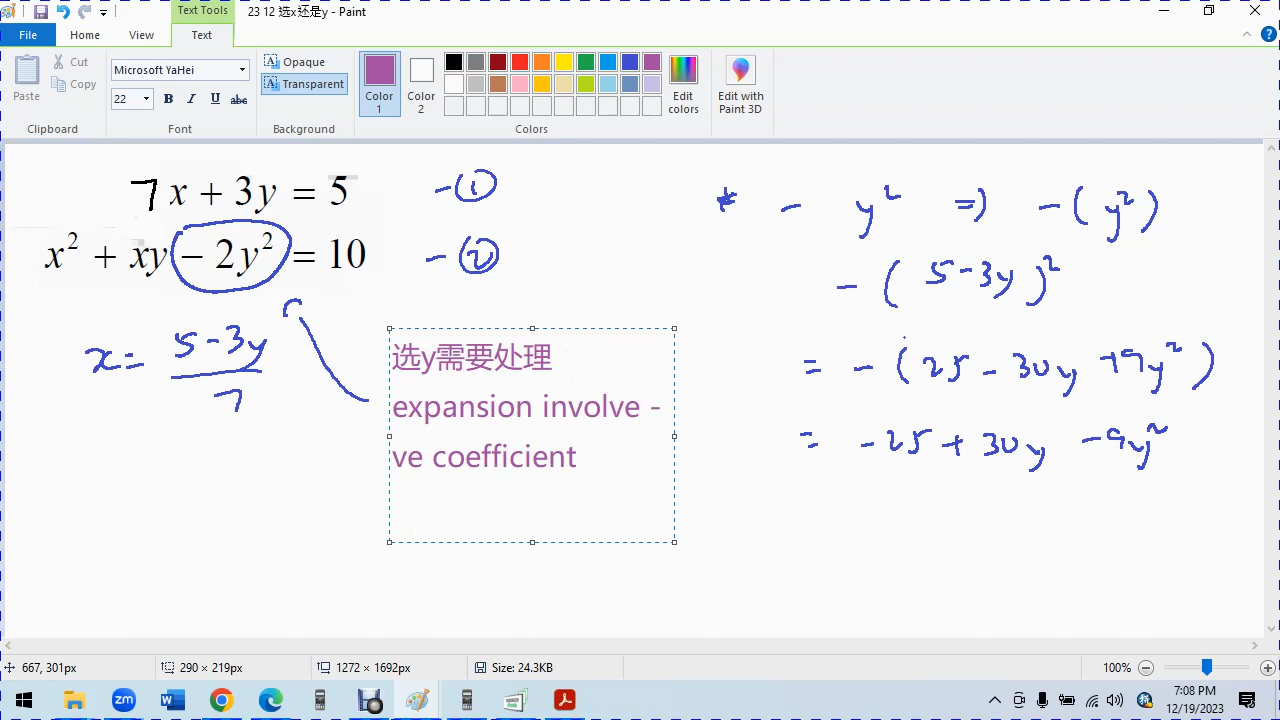 Text Tools
23 12 选x还是y - Paint
File Home View Text
Paste Cut Copy
Clipboard
Microsoft YaHei
22 B I U abc
Font
Opaque
Transparent
Background
Color 1
Color 2
Edit colors
Edit with Paint 3D
Colors
7x + 3y = 5 - ①
x² + xy - 2y² = 10 - ②
x = (5-3y)/7
选y需要处理
expansion involve -
ve coefficient
* - y² => -(y²)
-(5-3y)²
= -(25 - 30y + 9y²)
= -25 + 30y - 9y²
667, 301px
290 × 219px
1272 × 1692px
Size: 24.3KB
100%
zm
7:08 PM
12/19/2023